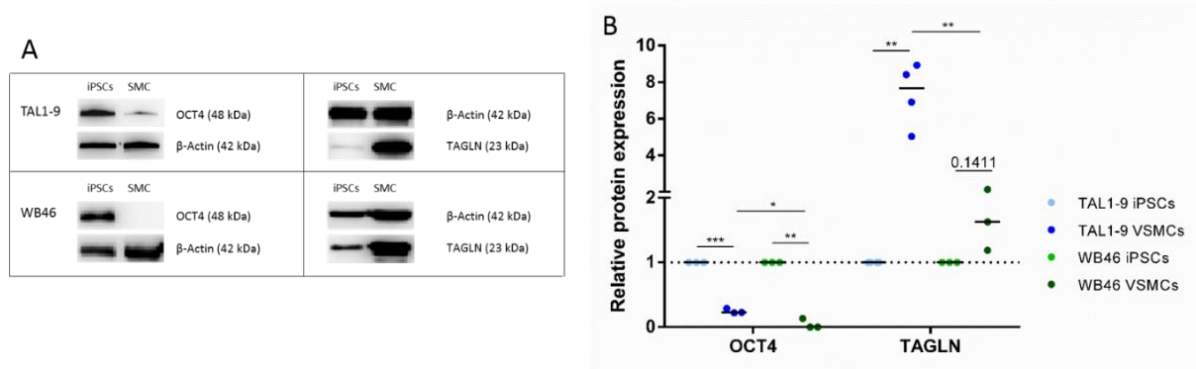 A
iPSCs SMC
TAL1-9
OCT4 (48 kDa)
β-Actin (42 kDa)
iPSCs SMC
β-Actin (42 kDa)
TAGLN (23 kDa)
iPSCs SMC
WB46
OCT4 (48 kDa)
β-Actin (42 kDa)
iPSCs SMC
β-Actin (42 kDa)
TAGLN (23 kDa)
B
Relative protein expression
10
8
6
4
2
2
1
0
***
*
**
**
**
0.1411
OCT4
TAGLN
TAL1-9 iPSCs
TAL1-9 VSMCs
WB46 iPSCs
WB46 VSMCs